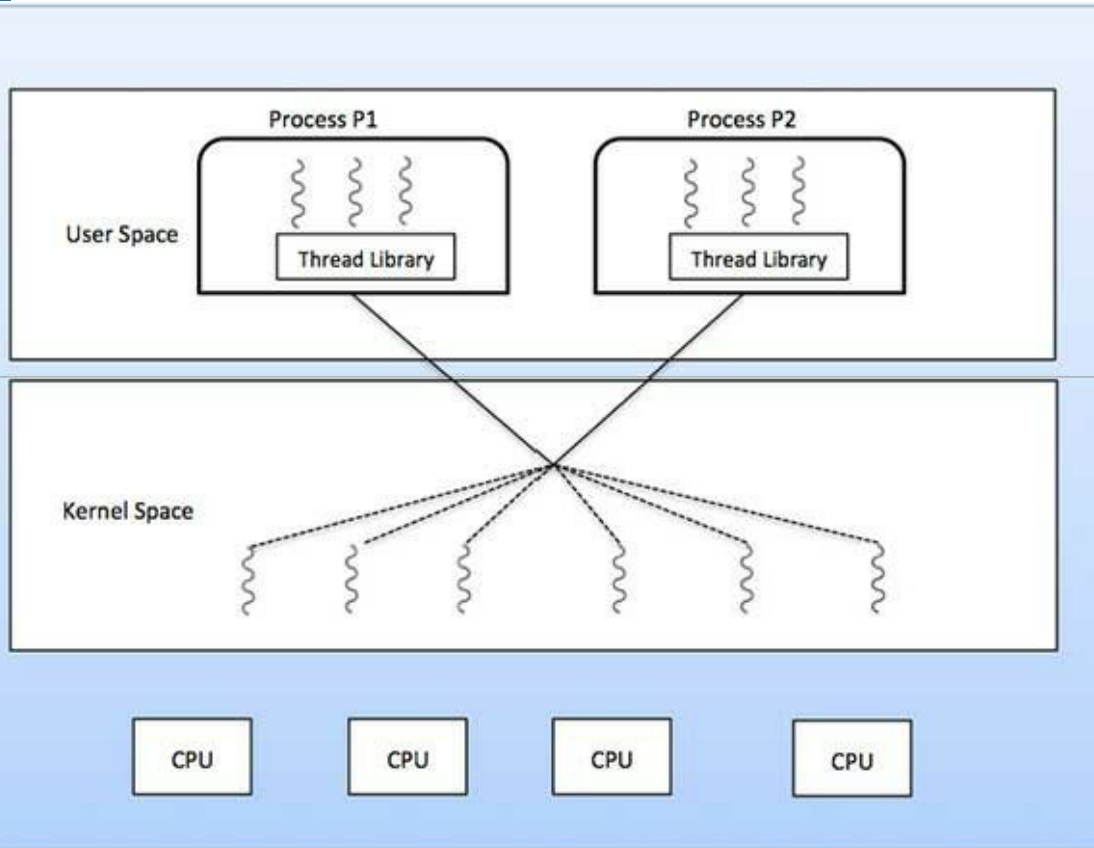 Process P1
Process P2
User Space
Thread Library
Thread Library
Kernel Space
CPU
CPU
CPU
CPU